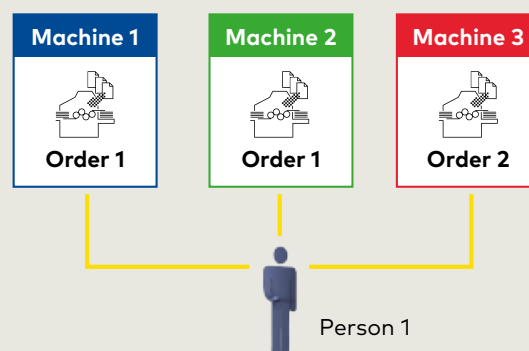 Machine 1
Machine 2
Machine 3
Order 1
Order 1
Order 2
Person 1